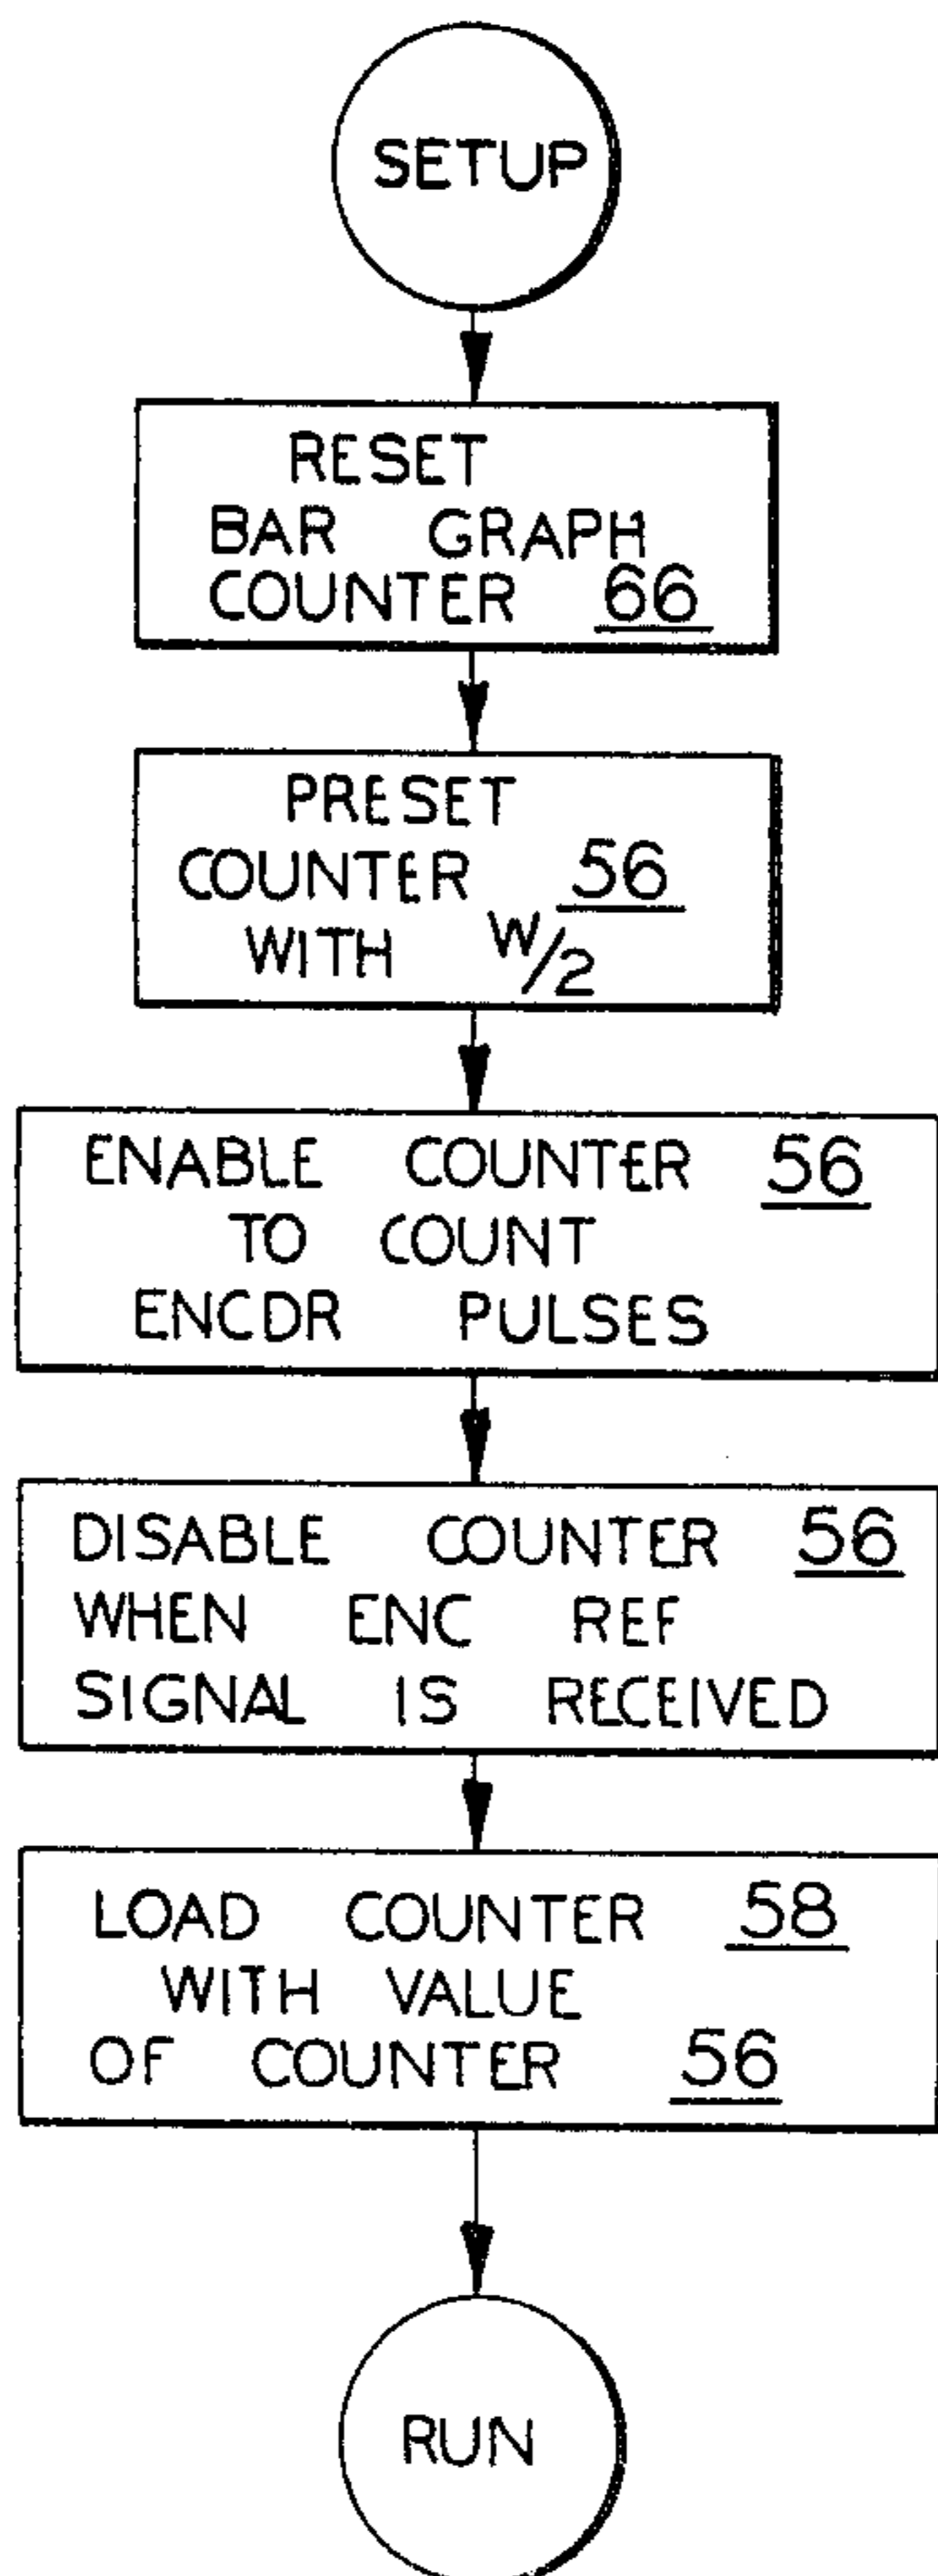 SETUP
RESET
BAR GRAPH
COUNTER 66
PRESET
COUNTER 56
WITH W/2
ENABLE COUNTER 56
TO COUNT
ENCDR PULSES
DISABLE COUNTER 56
WHEN ENC REF
SIGNAL IS RECEIVED
LOAD COUNTER 58
WITH VALUE
OF COUNTER 56
RUN